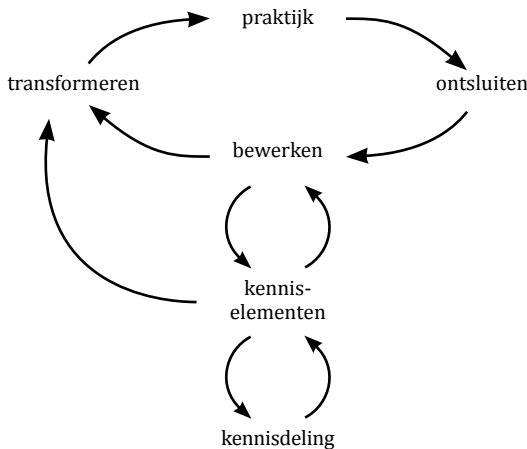 praktijk
transformeren
ontsluiten
bewerken
kennis-
elementen
kennisdeling